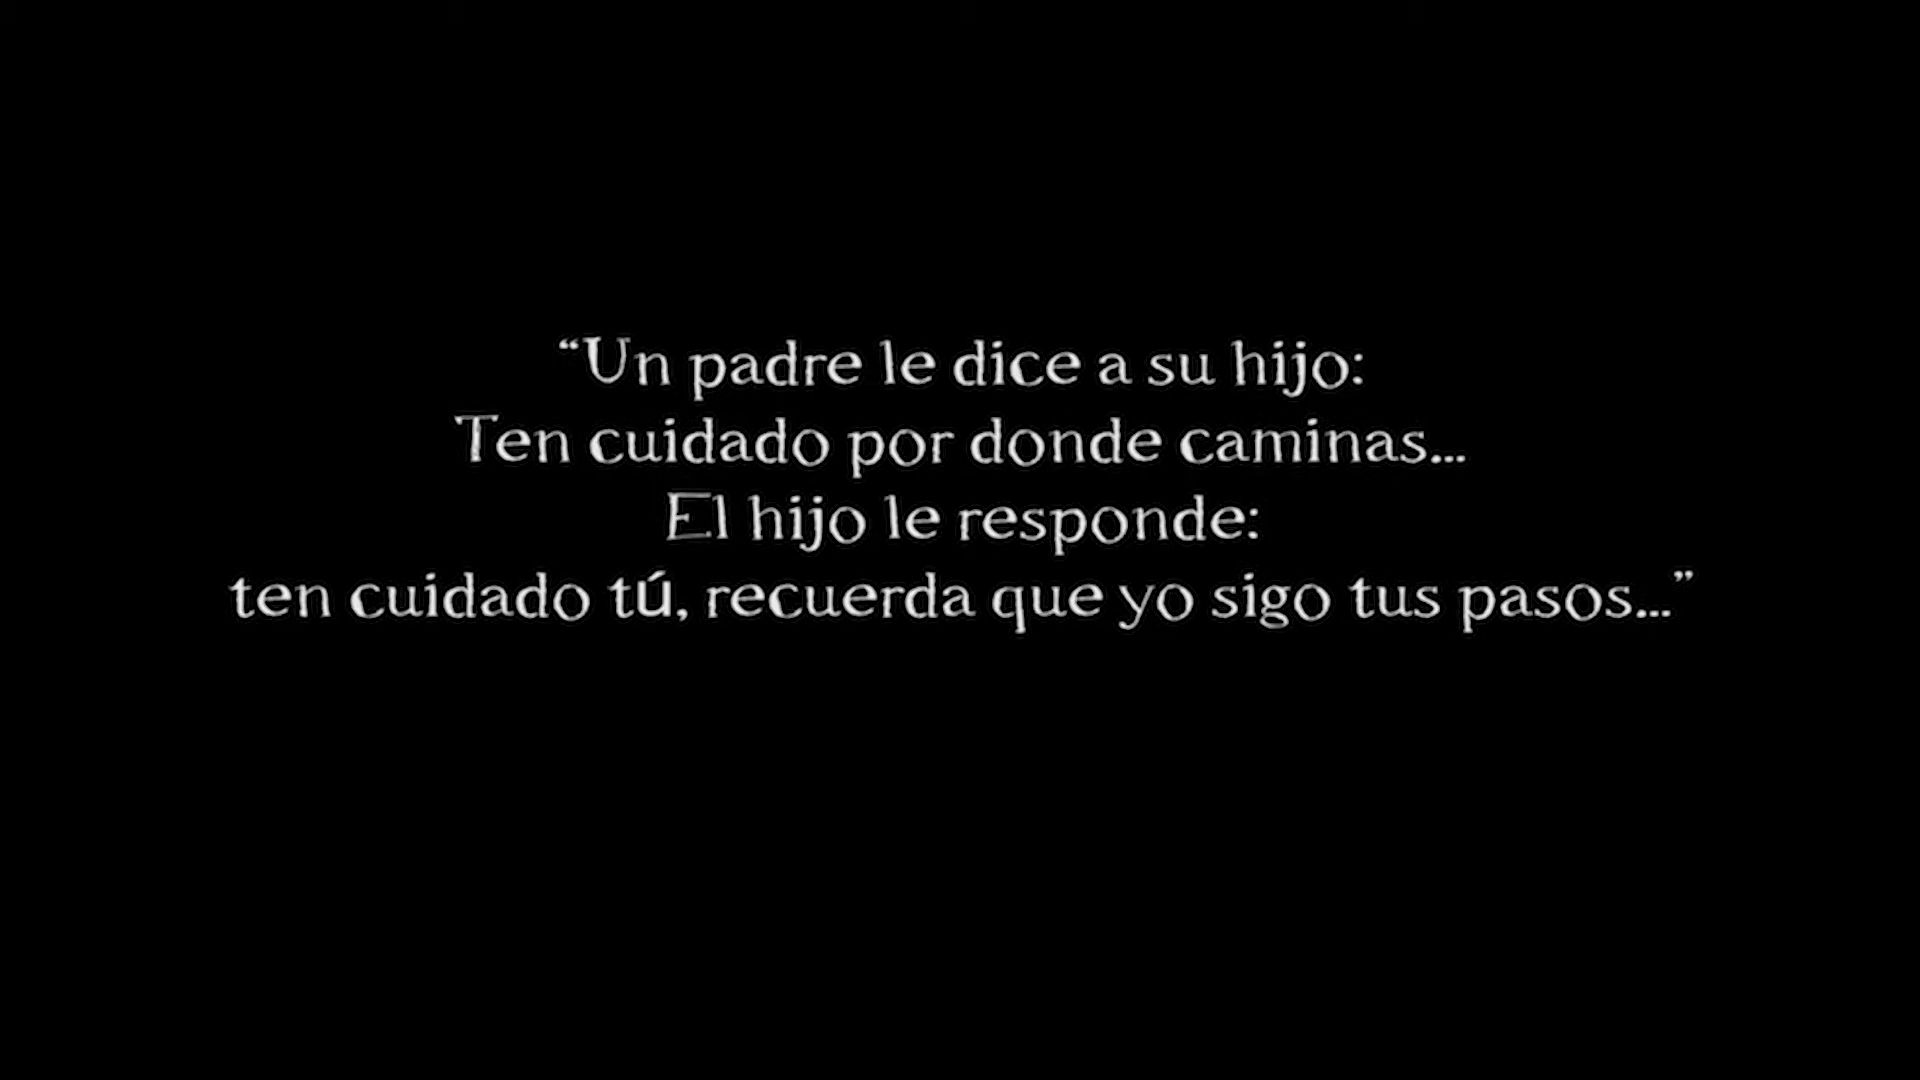 “Un padre le dice a su hijo:
Ten cuidado por donde caminas...
El hijo le responde:
ten cuidado tú, recuerda que yo sigo tus pasos...”